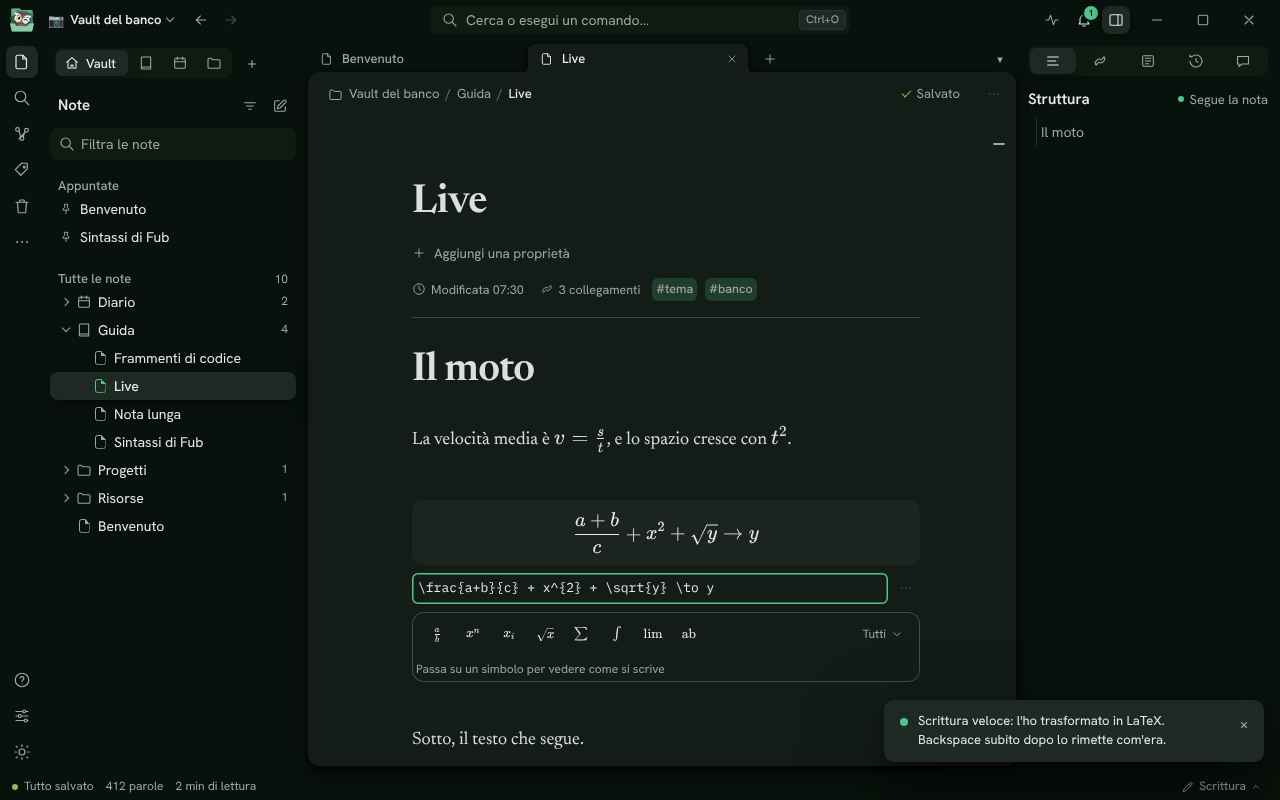 Vault del banco
Cerca o esegui un comando...
Ctrl+O
1
Vault
Benvenuto
Live
Note
Filtra le note
Appuntate
Benvenuto
Sintassi di Fub
Tutte le note 10
Diario 2
Guida 4
Frammenti di codice
Live
Nota lunga
Sintassi di Fub
Progetti 1
Risorse 1
Benvenuto
Vault del banco / Guida / Live
Salvato
Live
Aggiungi una proprietà
Modificata 07:30 3 collegamenti #tema #banco
Il moto
La velocità media è v = s/t, e lo spazio cresce con t².
a + b / c + x² + √y → y
\frac{a+b}{c} + x^{2} + \sqrt{y} \to y
a/b xⁿ xᵢ √x ∑ ∫ lim ab Tutti
Passa su un simbolo per vedere come si scrive
Sotto, il testo che segue.
Struttura
Segue la nota
Il moto
Scrittura veloce: l'ho trasformato in LaTeX.
Backspace subito dopo lo rimette com'era.
Tutto salvato 412 parole 2 min di lettura
Scrittura